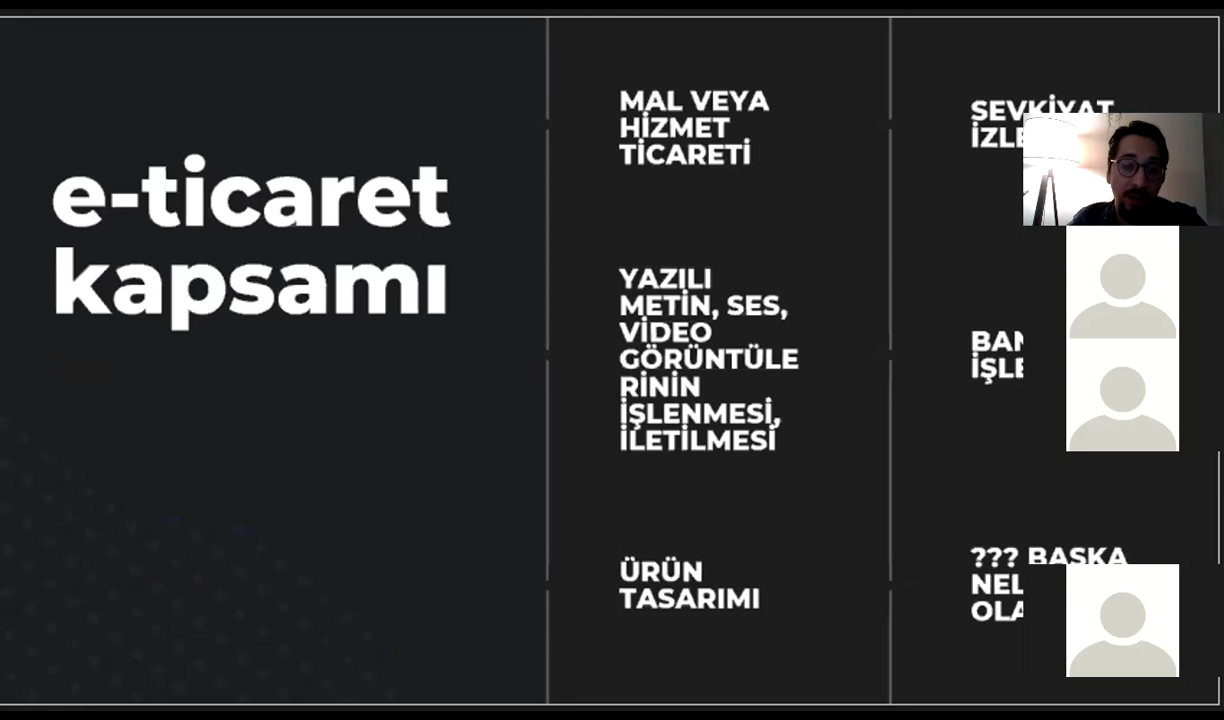 e-ticaret
kapsamı
MAL VEYA
HİZMET
TİCARETİ
YAZILI
METİN, SES,
VİDEO
GÖRÜNTÜLE
RİNİN
İŞLENMESİ,
İLETİLMESİ
ÜRÜN
TASARIMI
SEVKİYAT
??? BAŞKA